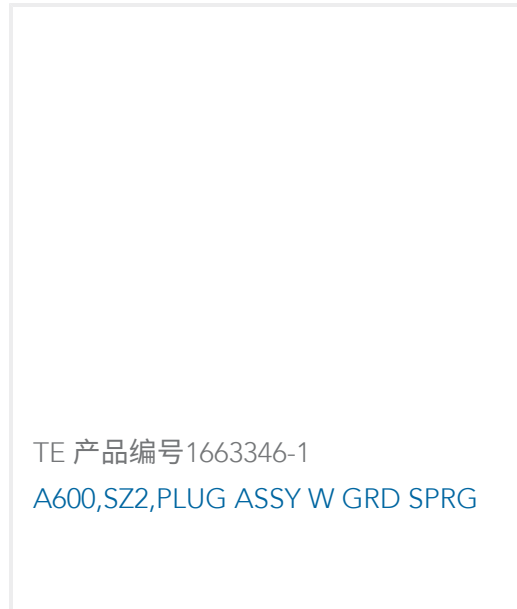 TE 产品编号1663346-1
A600,SZ2,PLUG ASSY W GRD SPRG